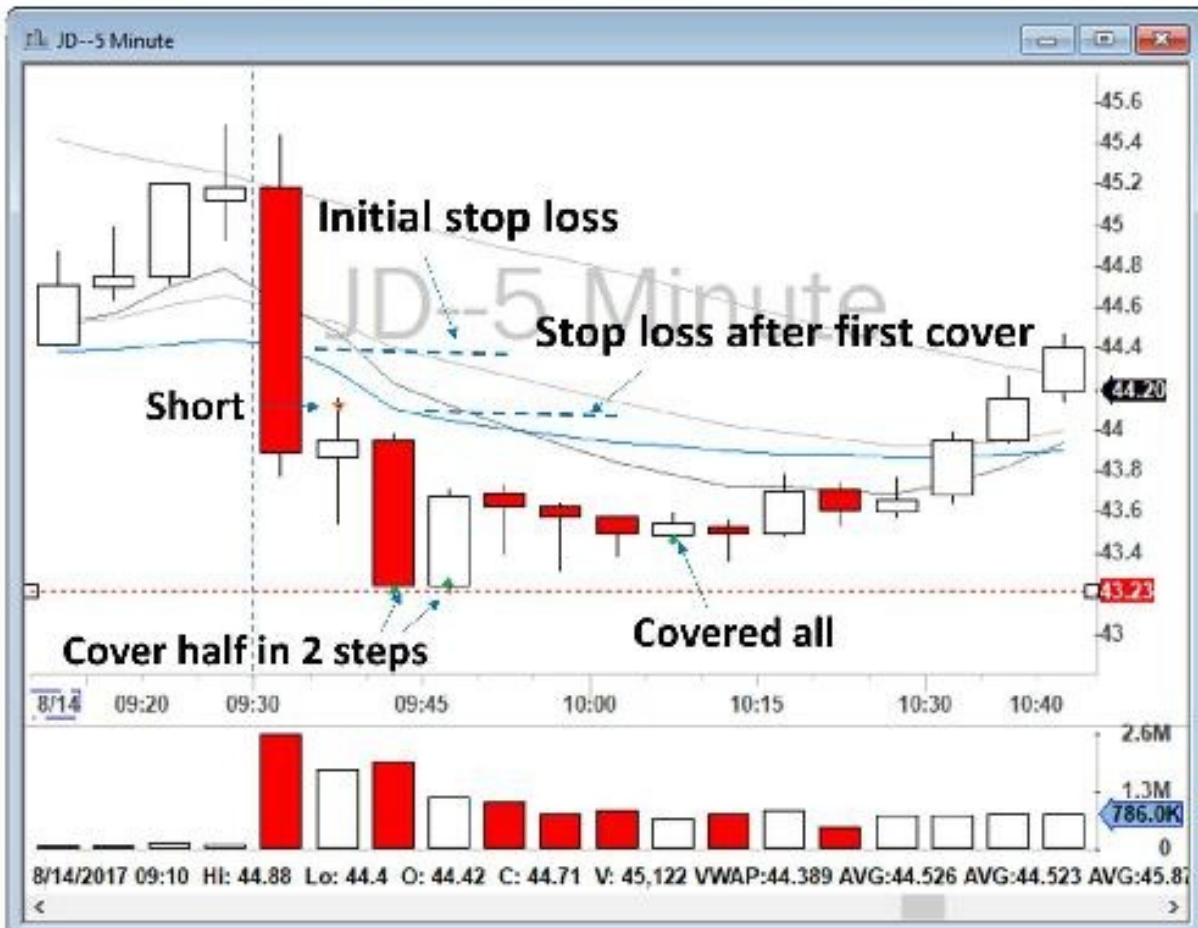 JD--5 Minute
45.6
45.4
45.2
45
44.8
44.6
44.4
44.20
44
43.8
43.6
43.4
43.23
43
JD--5 Minute
Initial stop loss
Stop loss after first cover
Short
Cover half in 2 steps
Covered all
8/14 09:20 09:30 09:45 10:00 10:15 10:30 10:40
2.6M
1.3M
786.0K
0
8/14/2017 09:10 Hi: 44.88 Lo: 44.4 O: 44.42 C: 44.71 V: 45,122 VWAP:44.389 AVG:44.526 AVG:44.523 AVG:45.87